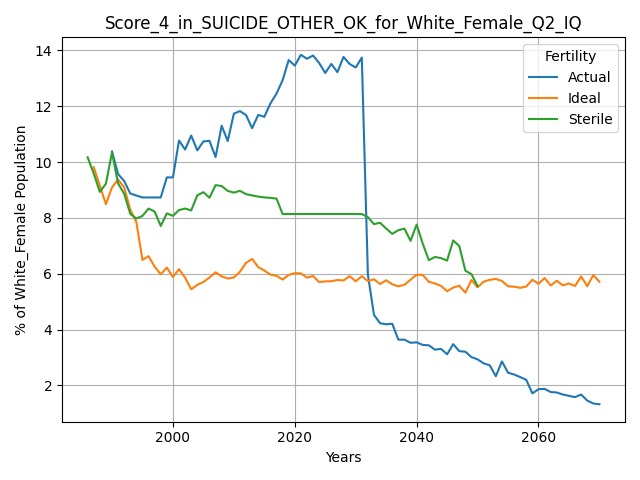 Score_4_in_SUICIDE_OTHER_OK_for_White_Female_Q2_IQ
Fertility
Actual
Ideal
Sterile
% of White_Female Population
14
12
10
8
6
4
2
2000 2020 2040 2060
Years